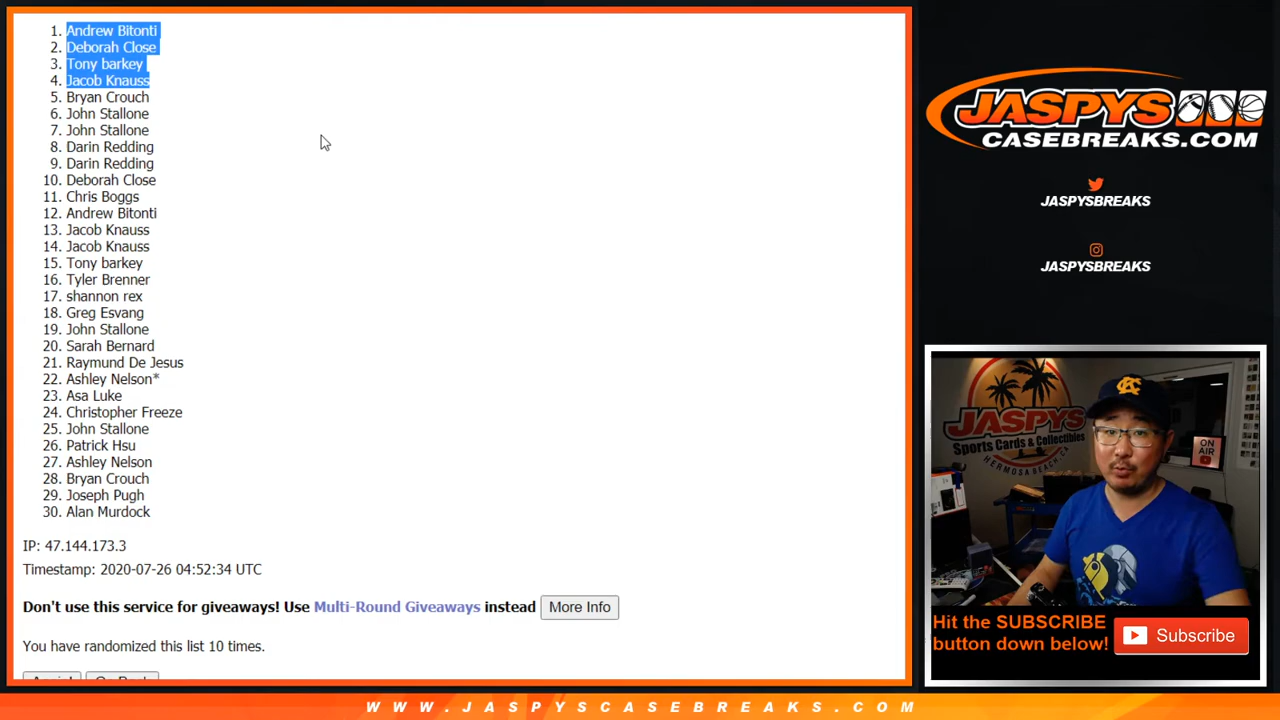 1. Andrew Bitonti
2. Deborah Close
3. Tony barkey
4. Jacob Knauss
5. Bryan Crouch
6. John Stallone
7. John Stallone
8. Darin Redding
9. Darin Redding
10. Deborah Close
11. Chris Boggs
12. Andrew Bitonti
13. Jacob Knauss
14. Jacob Knauss
15. Tony barkey
16. Tyler Brenner
17. shannon rex
18. Greg Esvang
19. John Stallone
20. Sarah Bernard
21. Raymund De Jesus
22. Ashley Nelson*
23. Asa Luke
24. Christopher Freeze
25. John Stallone
26. Patrick Hsu
27. Ashley Nelson
28. Bryan Crouch
29. Joseph Pugh
30. Alan Murdock
IP: 47.144.173.3
Timestamp: 2020-07-26 04:52:34 UTC
Don't use this service for giveaways! Use Multi-Round Giveaways instead More Info
You have randomized this list 10 times.
JASPYS
CASEBREAKS.COM
JASPYSBREAKS
JASPYSBREAKS
JASPYS
Sports Cards & Collectibles
HERMOSA BEACH, CA
ON AIR
Hit the SUBSCRIBE
button down below!
Subscribe
WWW.JASPYSCASEBREAKS.COM